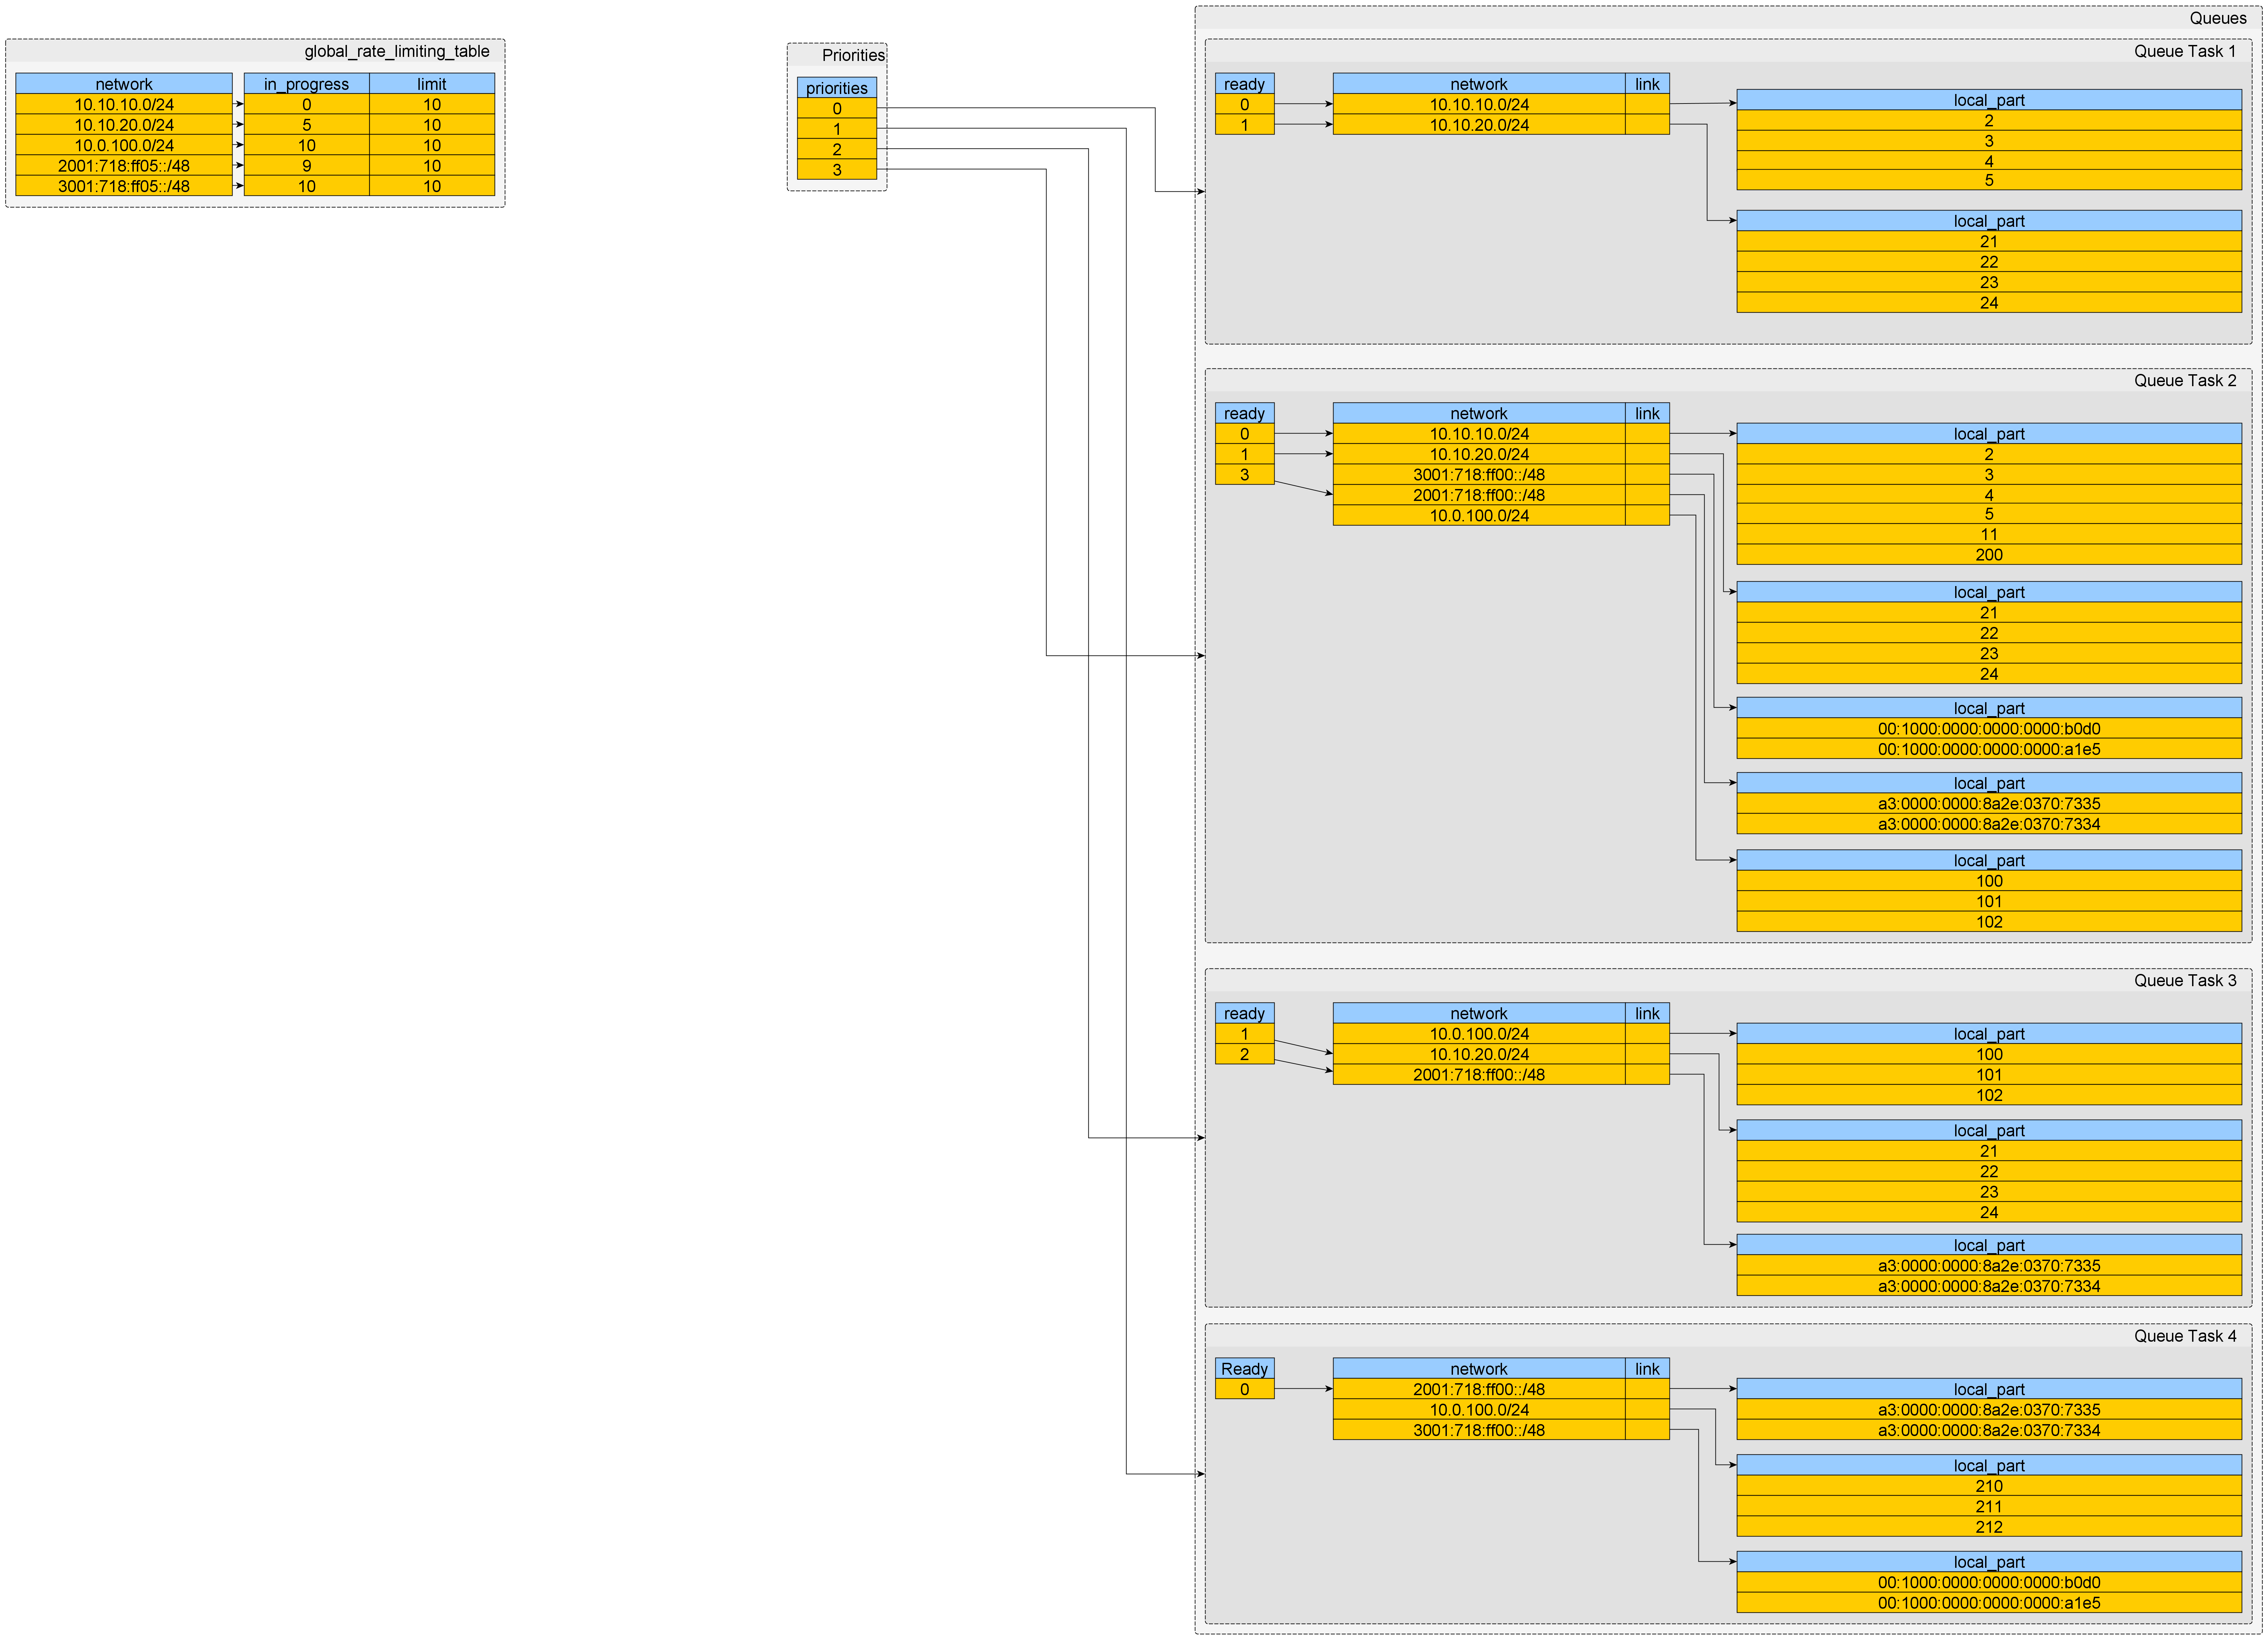 global_rate_limiting_table
network in_progress limit
10.10.10.0/24 0 10
10.10.20.0/24 5 10
10.0.100.0/24 10 10
2001:718:ff05::/48 9 10
3001:718:ff05::/48 10 10
Priorities
priorities
0
1
2
3
Queues
Queue Task 1
ready
0
1
network link
10.10.10.0/24
10.10.20.0/24
local_part
2
3
4
5
local_part
21
22
23
24
Queue Task 2
ready
0
1
3
network link
10.10.10.0/24
10.10.20.0/24
3001:718:ff00::/48
2001:718:ff00::/48
10.0.100.0/24
local_part
2
3
4
5
11
200
local_part
21
22
23
24
local_part
00:1000:0000:0000:0000:b0d0
00:1000:0000:0000:0000:a1e5
local_part
a3:0000:0000:8a2e:0370:7335
a3:0000:0000:8a2e:0370:7334
local_part
100
101
102
Queue Task 3
ready
1
2
network link
10.0.100.0/24
10.10.20.0/24
2001:718:ff00::/48
local_part
100
101
102
local_part
21
22
23
24
local_part
a3:0000:0000:8a2e:0370:7335
a3:0000:0000:8a2e:0370:7334
Queue Task 4
Ready
0
network link
2001:718:ff00::/48
10.0.100.0/24
3001:718:ff00::/48
local_part
a3:0000:0000:8a2e:0370:7335
a3:0000:0000:8a2e:0370:7334
local_part
210
211
212
local_part
00:1000:0000:0000:0000:b0d0
00:1000:0000:0000:0000:a1e5